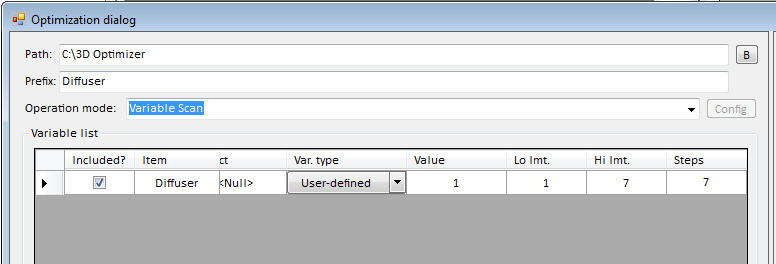 Optimization dialog
Path: C:\3D Optimizer B
Prefix: Diffuser
Operation mode: Variable Scan Config
Variable list
Included? Item ct Var. type Value Lo lmt. Hi lmt. Steps
Diffuser <Null> User-defined 1 1 7 7